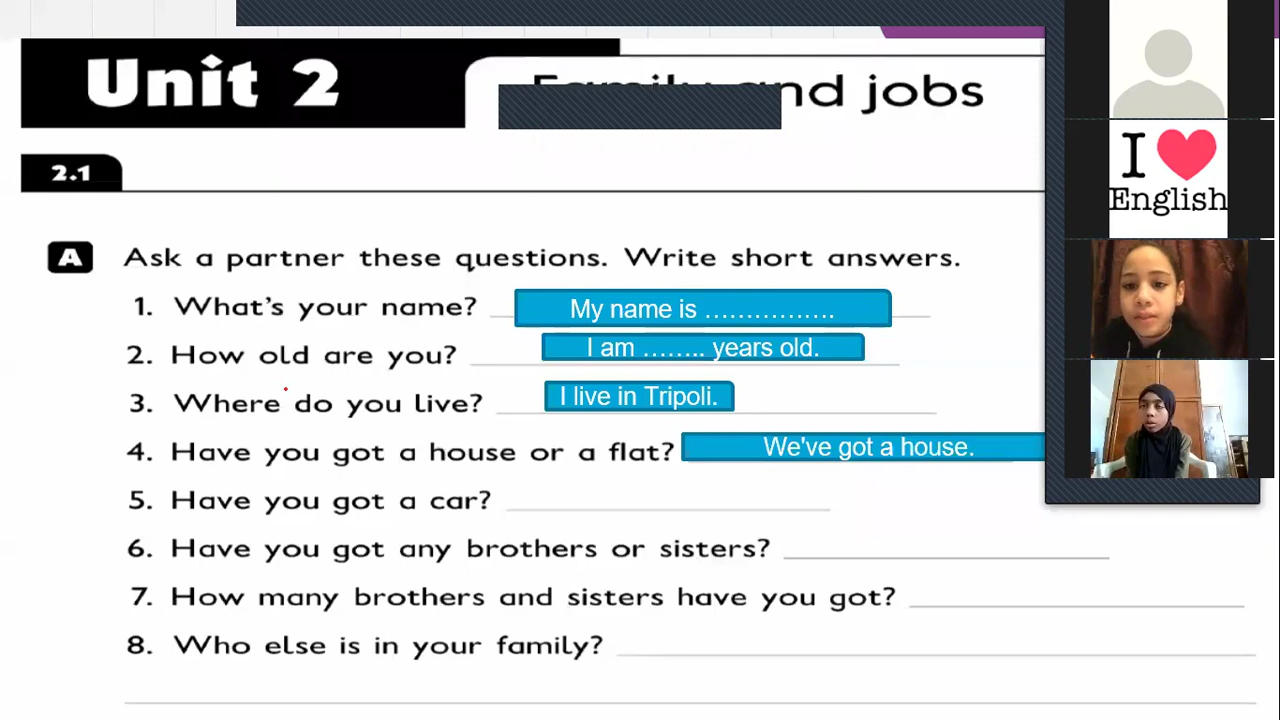 Unit 2
Family and jobs
2.1
A Ask a partner these questions. Write short answers.
1. What's your name? My name is ................
2. How old are you? I am ........ years old.
3. Where do you live? I live in Tripoli.
4. Have you got a house or a flat? We've got a house.
5. Have you got a car?
6. Have you got any brothers or sisters?
7. How many brothers and sisters have you got?
8. Who else is in your family?
I
English